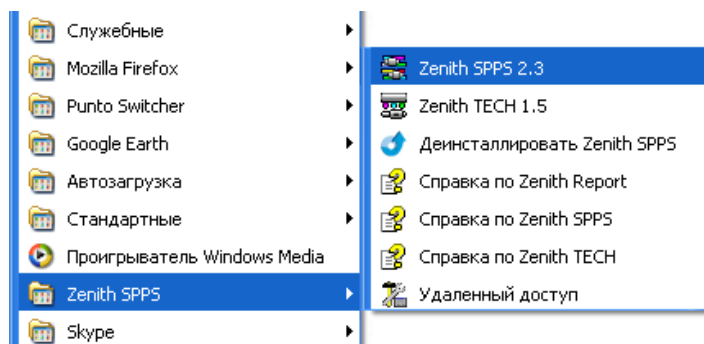 Служебные
Mozilla Firefox
Punto Switcher
Google Earth
Автозагрузка
Стандартные
Проигрыватель Windows Media
Zenith SPPS
Skype
Zenith SPPS 2.3
Zenith TECH 1.5
Деинсталлировать Zenith SPPS
Справка по Zenith Report
Справка по Zenith SPPS
Справка по Zenith TECH
Удаленный доступ